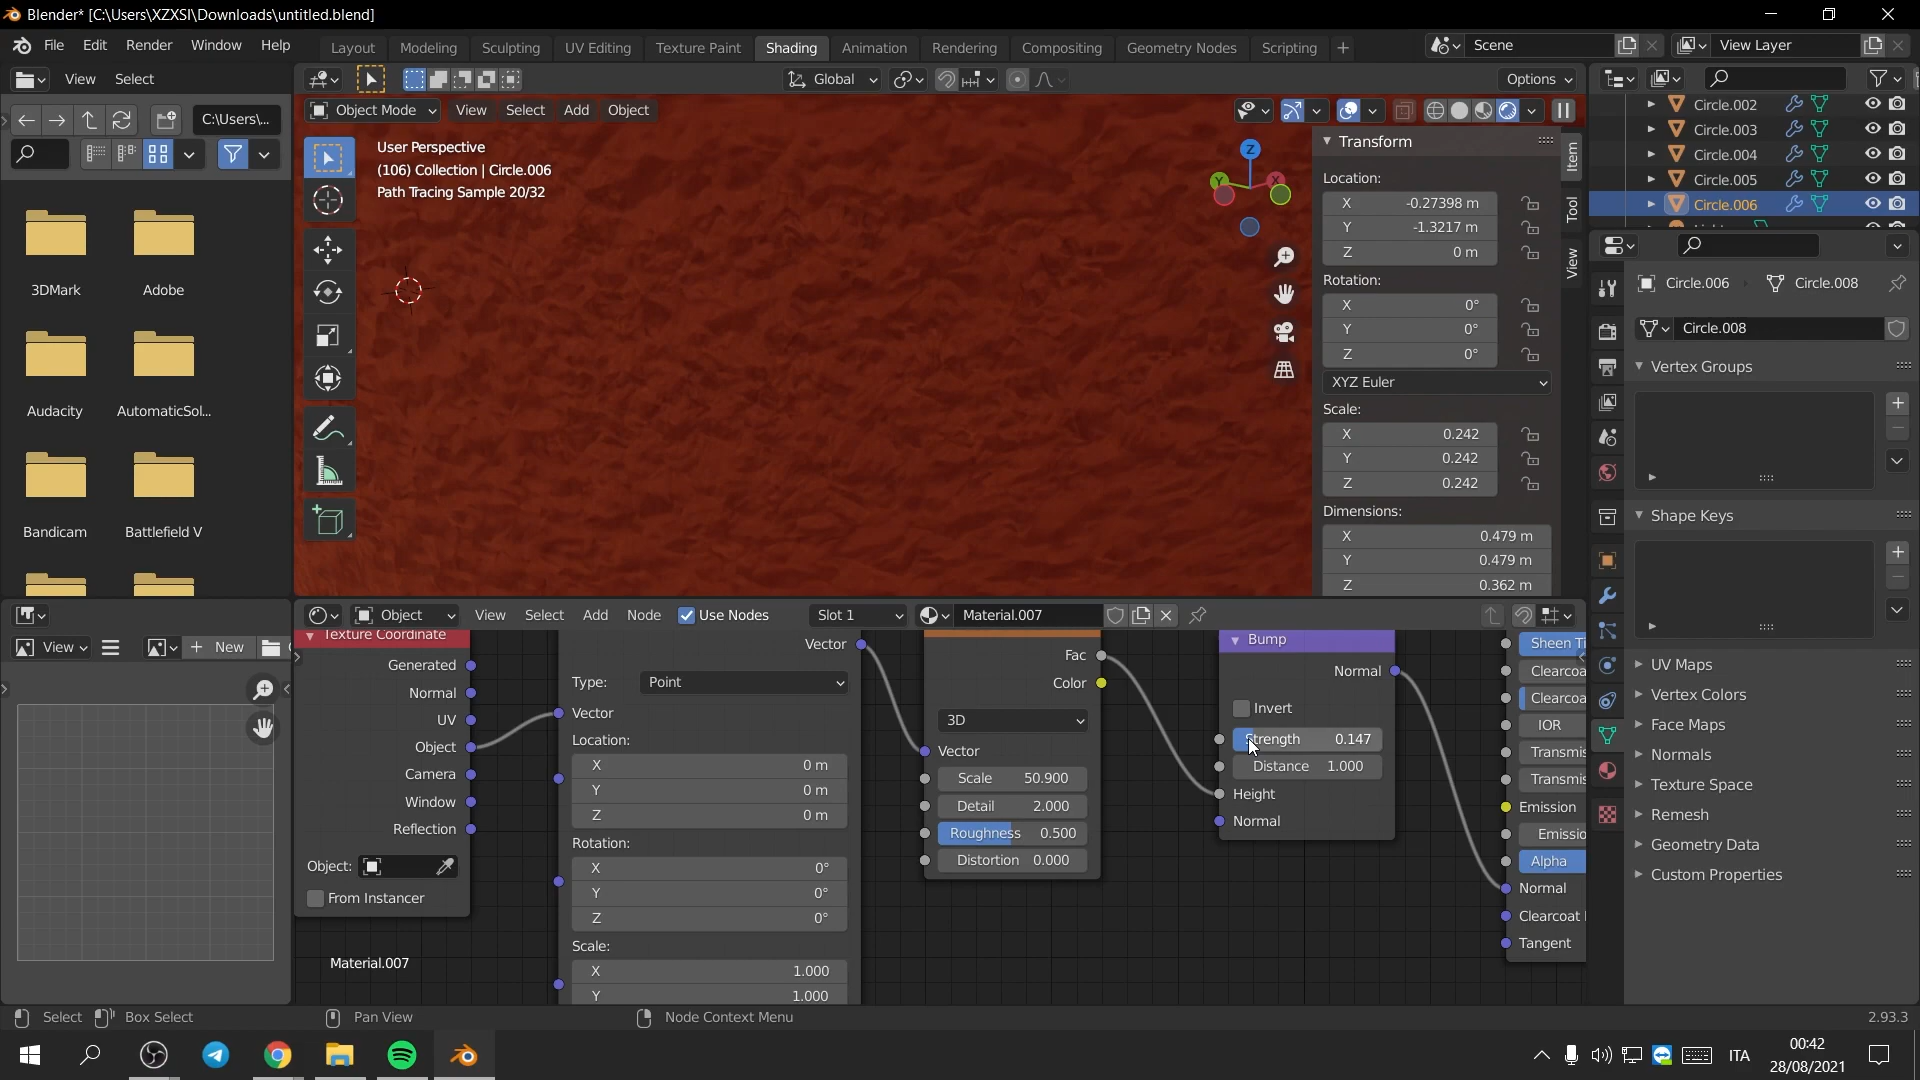 Blender* [C:\Users\XZXSI\Downloads\untitled.blend]
File Edit Render Window Help
Layout Modeling Sculpting UV Editing Texture Paint Shading Animation Rendering Compositing Geometry Nodes Scripting
Scene
View Layer
View Select
Global
Options
C:\Users\...
Object Mode View Select Add Object
User Perspective
(106) Collection | Circle.006
Path Tracing Sample 20/32
Z
Y
X
3DMark
Adobe
Audacity
AutomaticSol...
Bandicam
Battlefield V
Transform
Location:
X -0.27398 m
Y -1.3217 m
Z 0 m
Rotation:
X 0°
Y 0°
Z 0°
XYZ Euler
Scale:
X 0.242
Y 0.242
Z 0.242
Dimensions:
X 0.479 m
Y 0.479 m
Z 0.362 m
Item
Tool
View
Circle.002
Circle.003
Circle.004
Circle.005
Circle.006
Circle.006
Circle.008
Circle.008
Vertex Groups
Shape Keys
UV Maps
Vertex Colors
Face Maps
Normals
Texture Space
Remesh
Geometry Data
Custom Properties
View
New
Object View Select Add Node Use Nodes Slot 1 Material.007
Texture Coordinate
Generated
Normal
UV
Object
Camera
Window
Reflection
Object:
From Instancer
Material.007
Vector
Type: Point
Vector
Location:
X 0 m
Y 0 m
Z 0 m
Rotation:
X 0°
Y 0°
Z 0°
Scale:
X 1.000
Y 1.000
Fac
Color
3D
Vector
Scale 50.900
Detail 2.000
Roughness 0.500
Distortion 0.000
Bump
Normal
Invert
Strength 0.147
Distance 1.000
Height
Normal
Sheen Ti
Clearcoa
Clearcoa
IOR
Transmis
Transmis
Emission
Emissio
Alpha
Normal
Clearcoat
Tangent
Select
Box Select
Pan View
Node Context Menu
2.93.3
ITA
00:42
28/08/2021